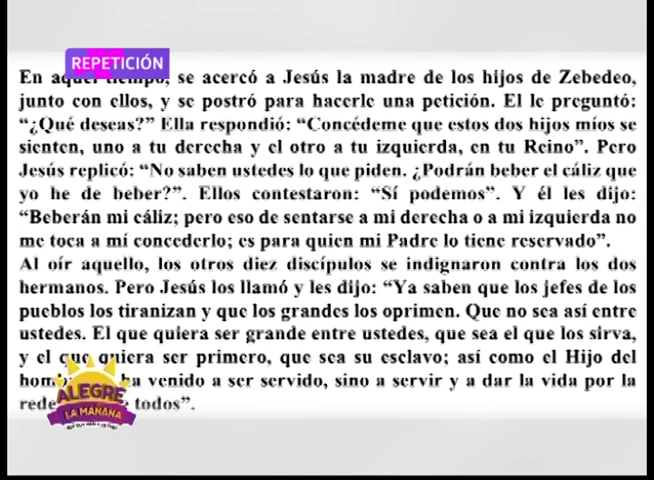 REPETICIÓN
En aquel tiempo, se acercó a Jesús la madre de los hijos de Zebedeo,
junto con ellos, y se postró para hacerle una petición. El le preguntó:
“¿Qué deseas?” Ella respondió: “Concédeme que estos dos hijos míos se
sienten, uno a tu derecha y el otro a tu izquierda, en tu Reino”. Pero
Jesús replicó: “No saben ustedes lo que piden. ¿Podrán beber el cáliz que
yo he de beber?”. Ellos contestaron: “Sí podemos”. Y él les dijo:
“Beberán mi cáliz; pero eso de sentarse a mi derecha o a mi izquierda no
me toca a mí concederlo; es para quien mi Padre lo tiene reservado”.
Al oír aquello, los otros diez discípulos se indignaron contra los dos
hermanos. Pero Jesús los llamó y les dijo: “Ya saben que los jefes de los
pueblos los tiranizan y que los grandes los oprimen. Que no sea así entre
ustedes. El que quiera ser grande entre ustedes, que sea el que los sirva,
y el que quiera ser primero, que sea su esclavo; así como el Hijo del
ha venido a ser servido, sino a servir y a dar la vida por la
todos”.
ALEGRE
LA MAÑANA